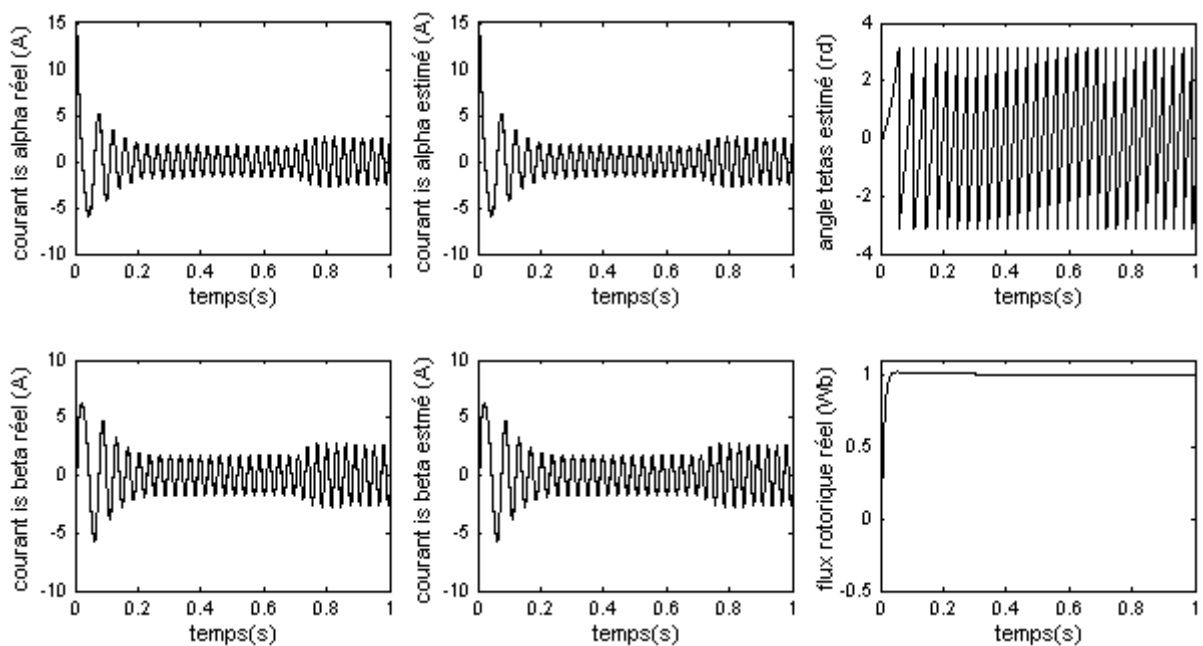 courant is alpha réel (A)
15
10
5
0
-5
-10
0 0.2 0.4 0.6 0.8 1
temps(s)
courant is alpha estimé (A)
15
10
5
0
-5
-10
0 0.2 0.4 0.6 0.8 1
temps(s)
angle tetas estimé (rd)
4
2
0
-2
-4
0 0.2 0.4 0.6 0.8 1
temps(s)
courant is beta réel (A)
10
5
0
-5
-10
0 0.2 0.4 0.6 0.8 1
temps(s)
courant is beta estmé (A)
10
5
0
-5
-10
0 0.2 0.4 0.6 0.8 1
temps(s)
flux rotorique réel (Wb)
1
0.5
0
-0.5
0 0.2 0.4 0.6 0.8 1
temps(s)